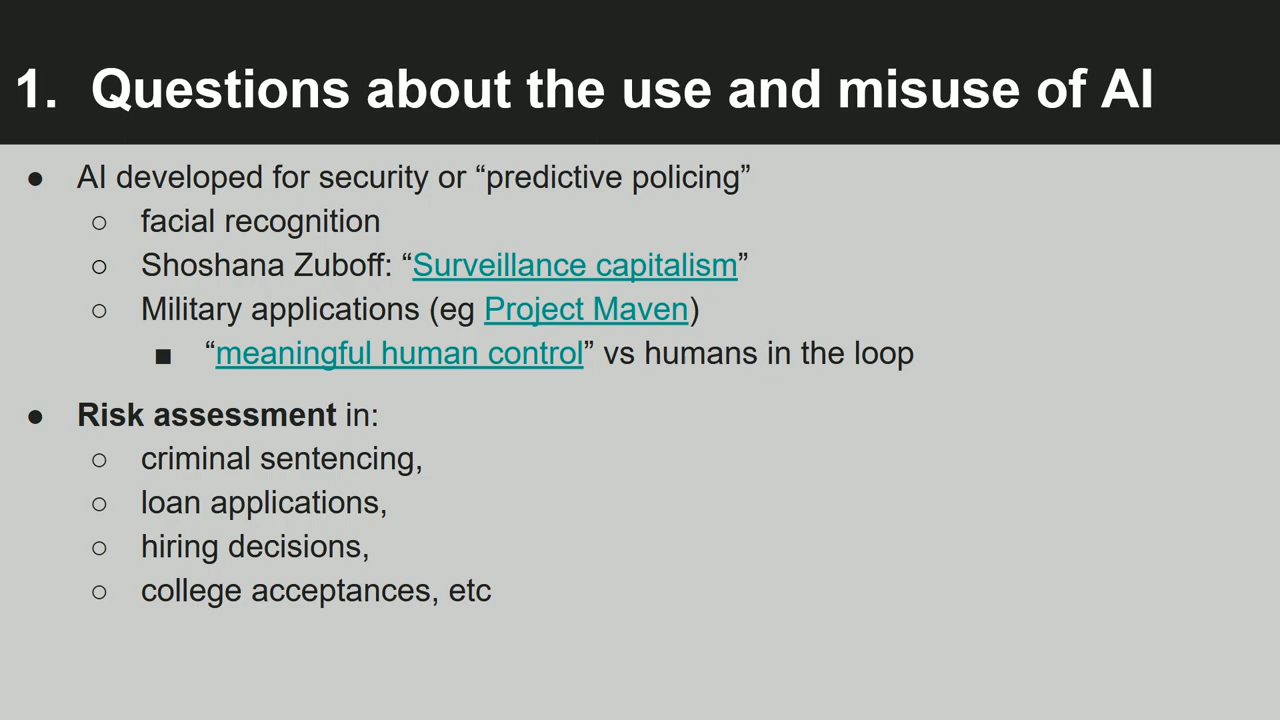 1. Questions about the use and misuse of AI
● AI developed for security or “predictive policing”
○ facial recognition
○ Shoshana Zuboff: “Surveillance capitalism”
○ Military applications (eg Project Maven)
■ “meaningful human control” vs humans in the loop
● Risk assessment in:
○ criminal sentencing,
○ loan applications,
○ hiring decisions,
○ college acceptances, etc